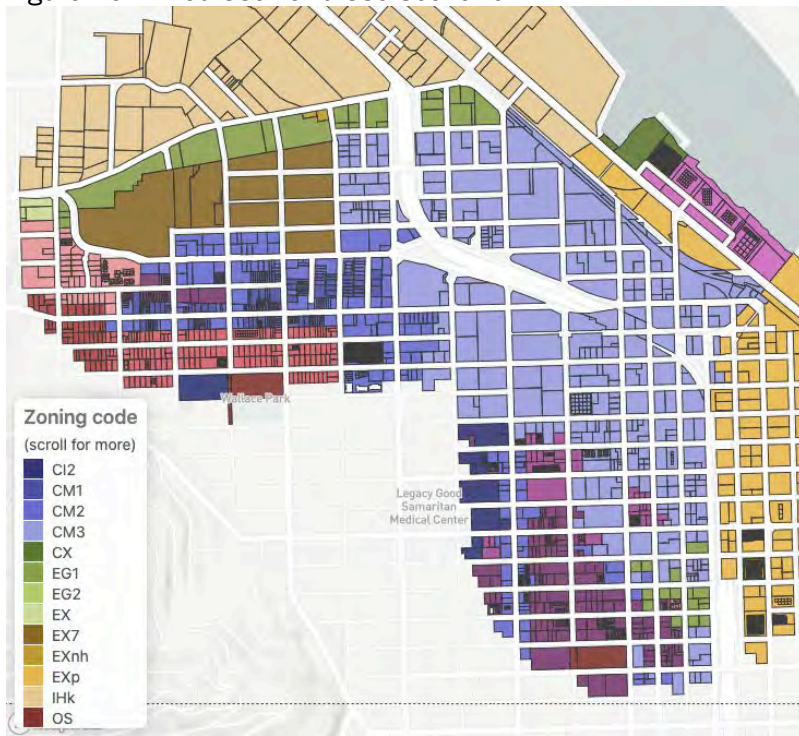 Wallace Park
Zoning code
(scroll for more)
CI2
CM1
CM2
CM3
CX
EG1
EG2
EX
EX7
EXnh
EXp
IHk
OS
Legacy Good
Samaritan
Medical Center